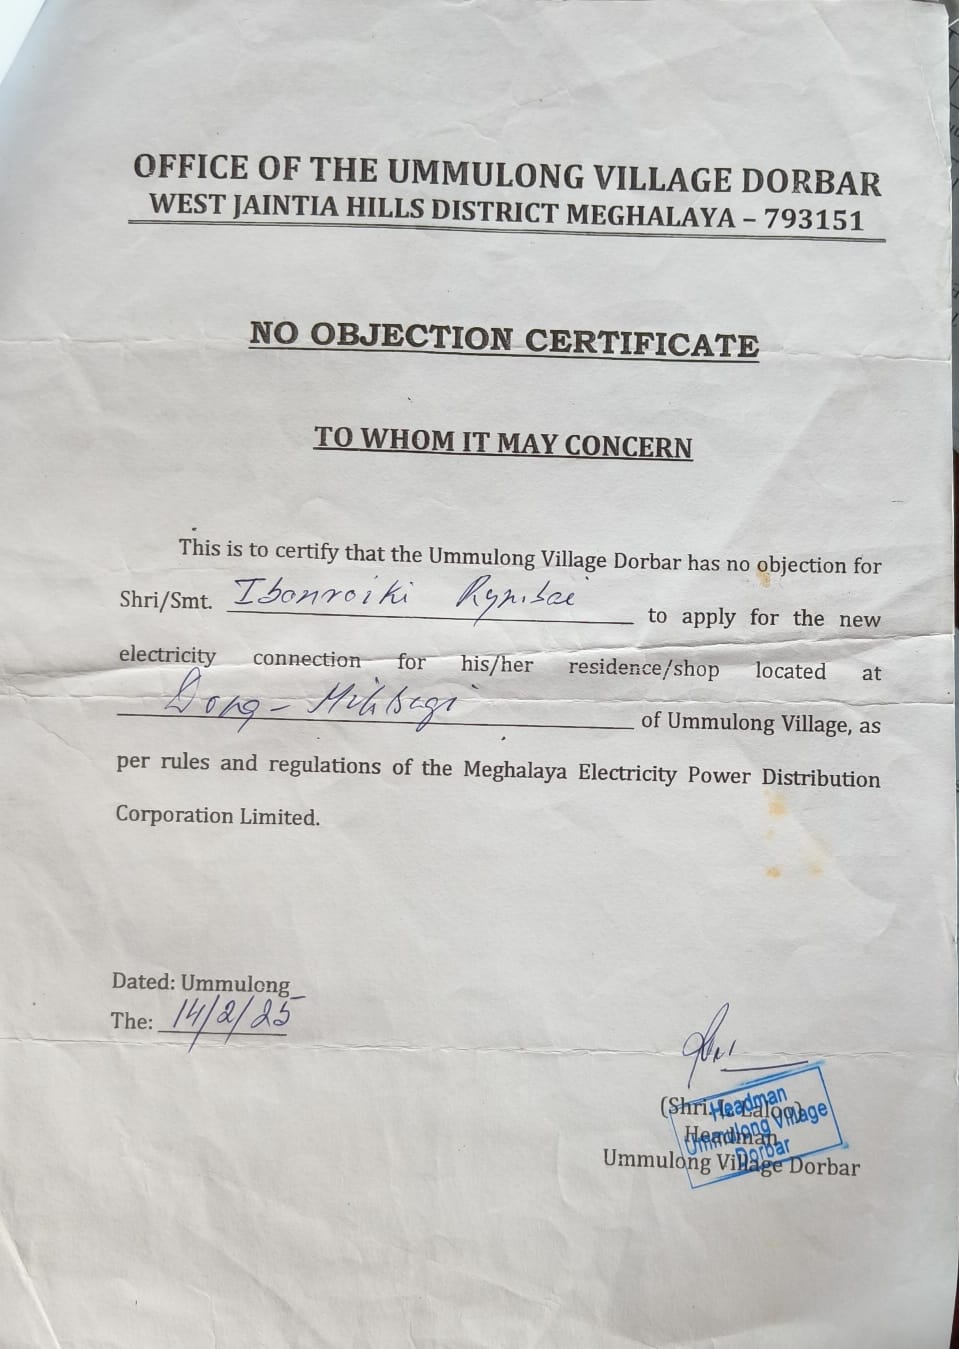 OFFICE OF THE UMMULONG VILLAGE DORBAR
WEST JAINTIA HILLS DISTRICT MEGHALAYA – 793151
NO OBJECTION CERTIFICATE
TO WHOM IT MAY CONCERN
This is to certify that the Ummulong Village Dorbar has no objection for
Shri/Smt. Ibonroiki Rymbai to apply for the new
electricity connection for his/her residence/shop located at
Dong - of Ummulong Village, as
per rules and regulations of the Meghalaya Electricity Power Distribution
Corporation Limited.
Dated: Ummulong
The: 14/2/25
(Shri. Laloo)
Headman
Ummulong Village Dorbar
Headman
Ummulong Village
Dorbar